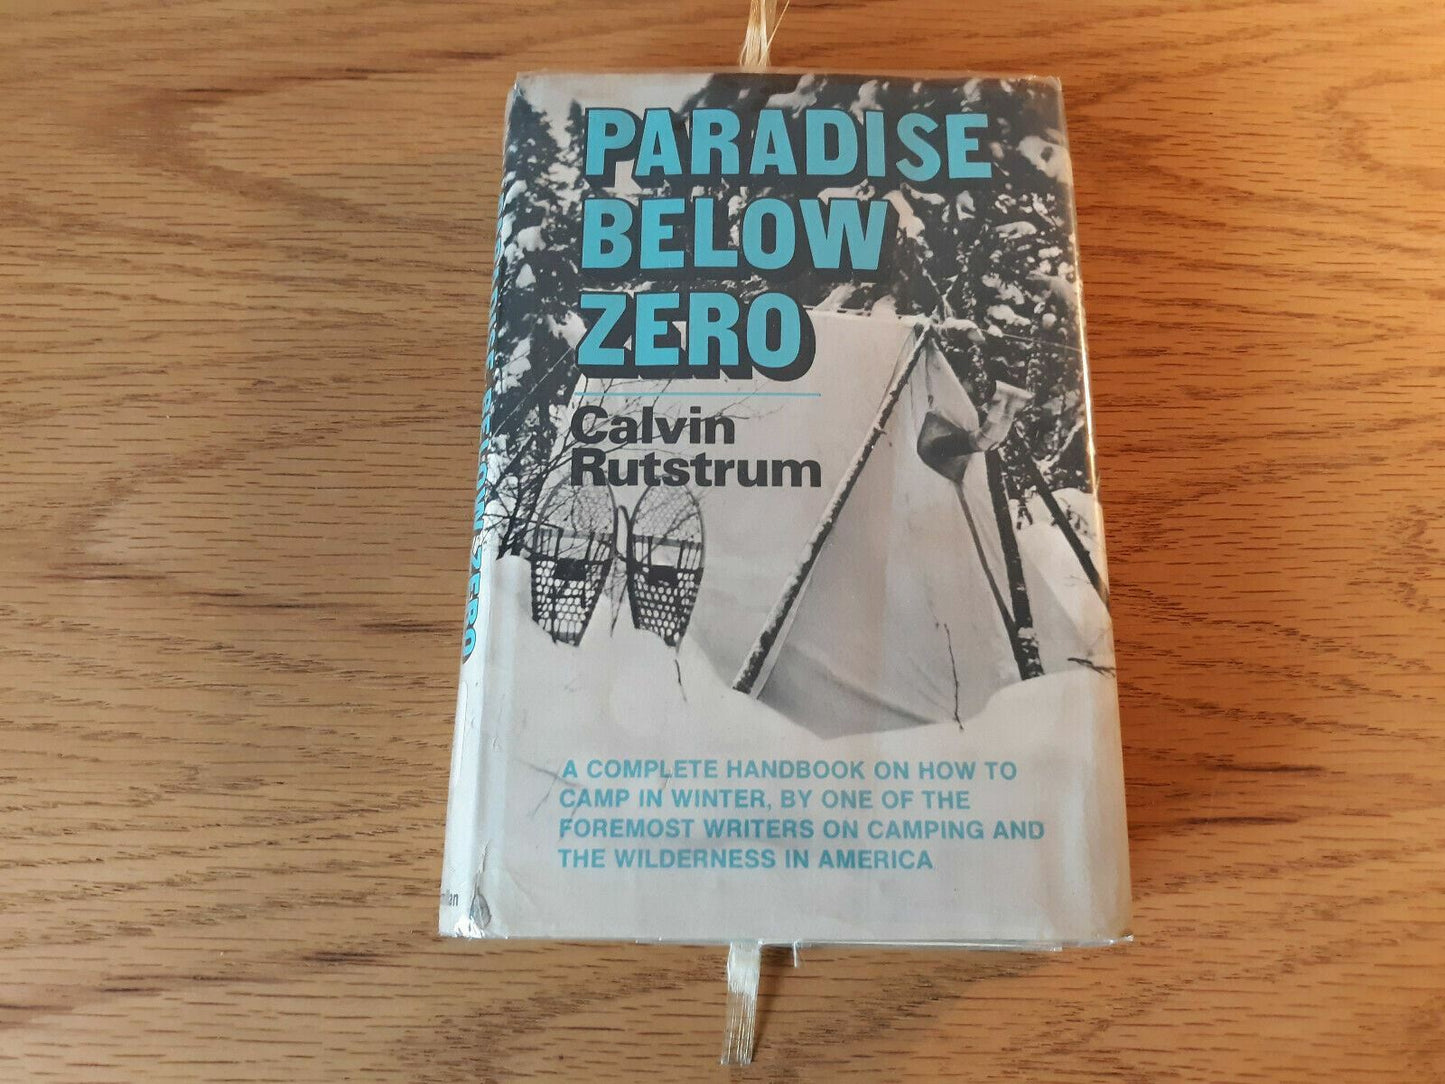 PARADISE
BELOW
ZERO
Calvin
Rutstrum
A COMPLETE HANDBOOK ON HOW TO
CAMP IN WINTER, BY ONE OF THE
FOREMOST WRITERS ON CAMPING AND
THE WILDERNESS IN AMERICA
PARADISE BELOW ZERO